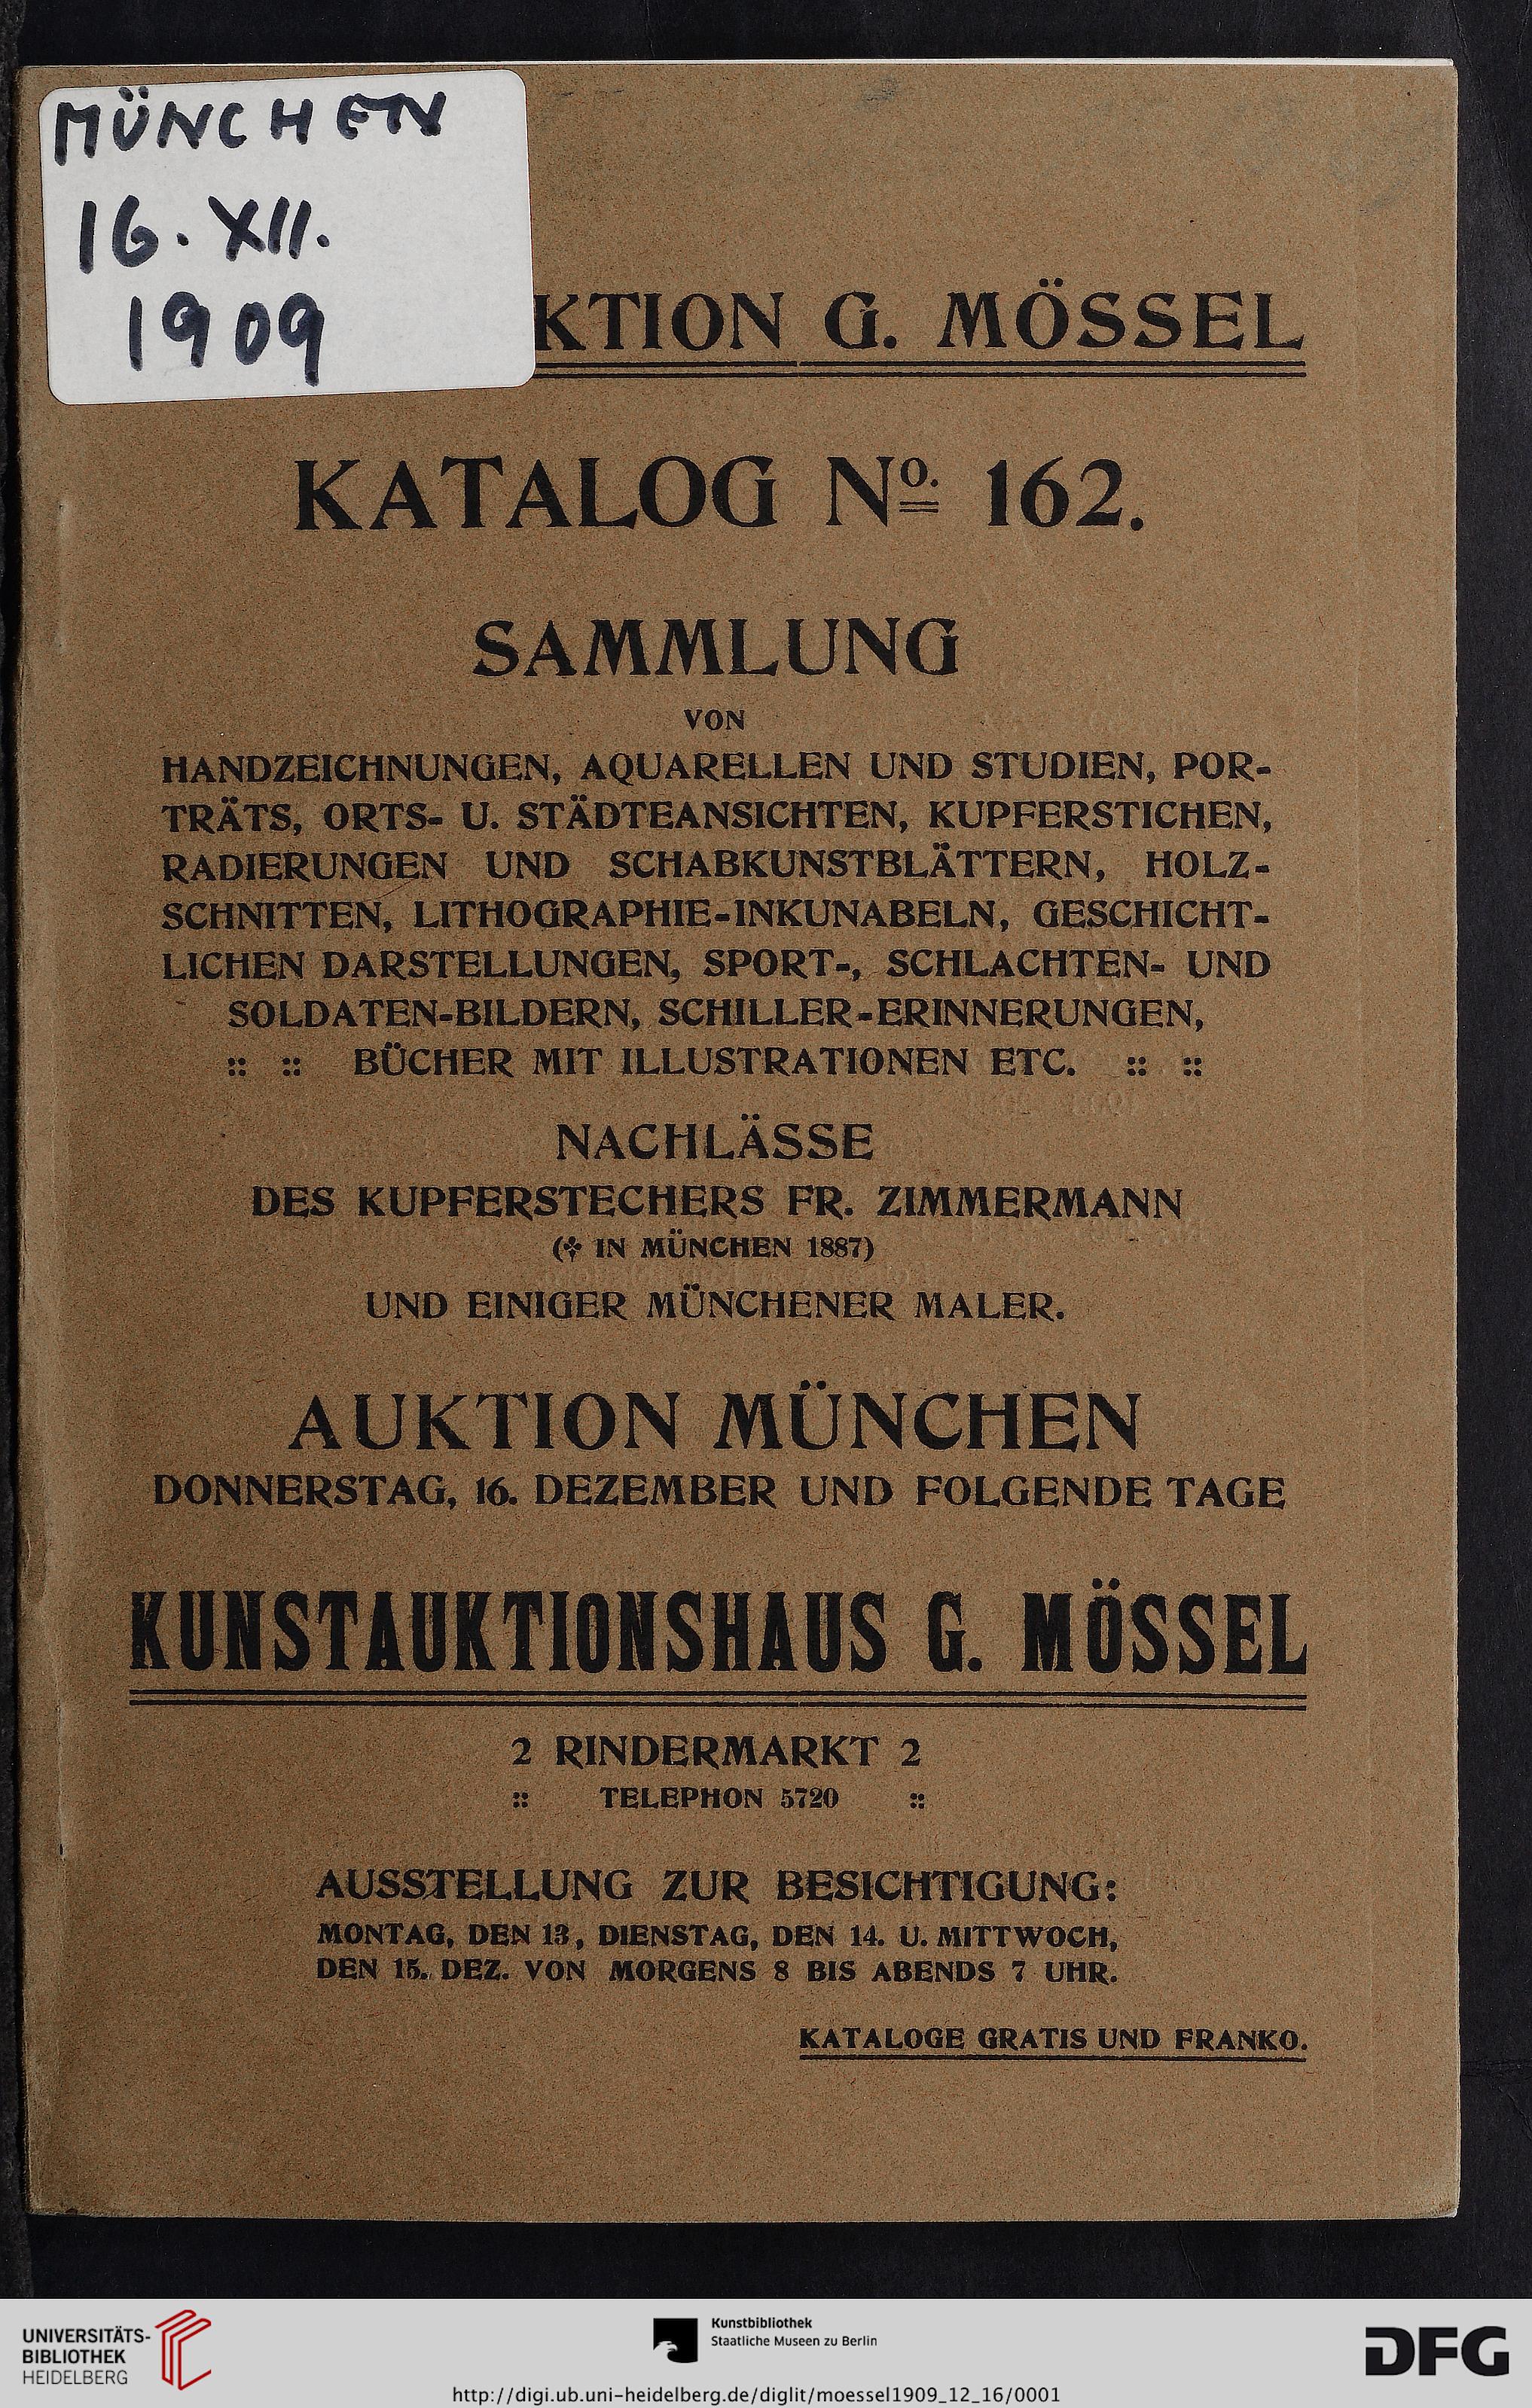 MÜNCHEN
16. XII.
1909
KTION G. MÖSSEL
KATALOG No. 162.
SAMMLUNG
VON
HANDZEICHNUNGEN, AQUARELLEN UND STUDIEN, POR-
TRÄTS, ORTS- U. STÄDTEANSICHTEN, KUPFERSTICHEN,
RADIERUNGEN UND SCHABKUNSTBLÄTTERN, HOLZ-
SCHNITTEN, LITHOGRAPHIE-INKUNABELN, GESCHICHT-
LICHEN DARSTELLUNGEN, SPORT-, SCHLACHTEN- UND
SOLDATEN-BILDERN, SCHILLER-ERINNERUNGEN,
:: :: BÜCHER MIT ILLUSTRATIONEN ETC. :: ::
NACHLÄSSE
DES KUPFERSTECHERS FR. ZIMMERMANN
(✤ IN MÜNCHEN 1887)
UND EINIGER MÜNCHENER MALER.
AUKTION MÜNCHEN
DONNERSTAG, 16. DEZEMBER UND FOLGENDE TAGE
KUNSTAUKTIONSHAUS G. MÖSSEL
2 RINDERMARKT 2
:: TELEPHON 5720 ::
AUSSTELLUNG ZUR BESICHTIGUNG:
MONTAG, DEN 13, DIENSTAG, DEN 14. U. MITTWOCH,
DEN 15. DEZ. VON MORGENS 8 BIS ABENDS 7 UHR.
KATALOGE GRATIS UND FRANKO.
UNIVERSITÄTS-
BIBLIOTHEK
HEIDELBERG
Kunstbibliothek
Staatliche Museen zu Berlin
DFG
http://digi.ub.uni-heidelberg.de/diglit/moessel1909_12_16/0001